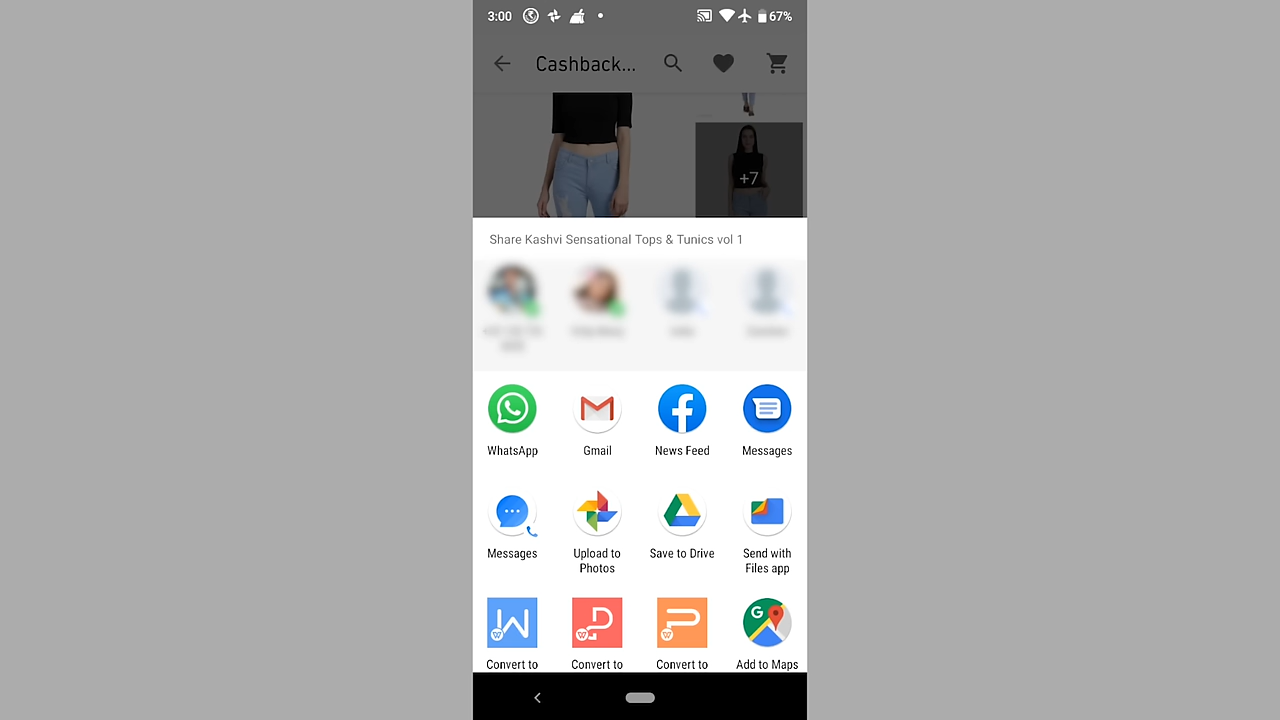 3:00
67%
Cashback...
+7
Share Kashvi Sensational Tops & Tunics vol 1
WhatsApp
Gmail
News Feed
Messages
Messages
Upload to
Photos
Save to Drive
Send with
Files app
Convert to
Convert to
Convert to
Add to Maps